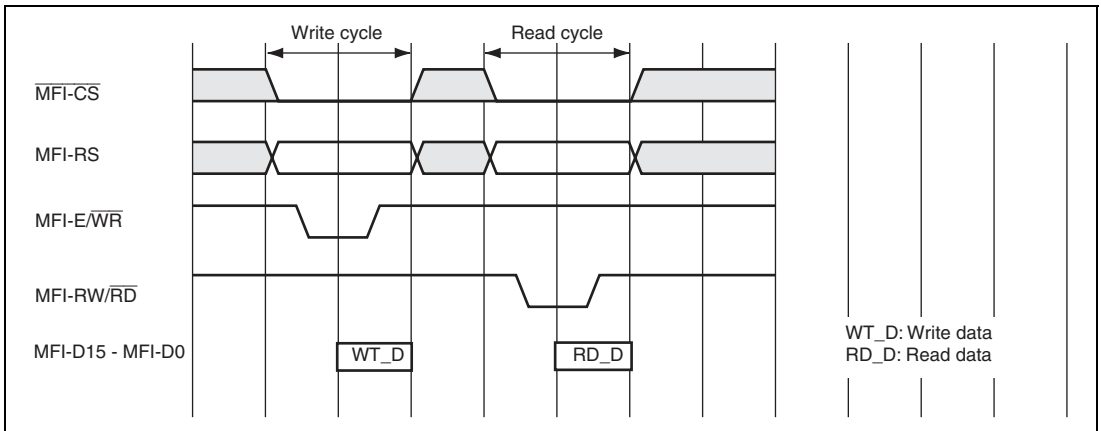 Write cycle
Read cycle
MFI-CS
MFI-RS
MFI-E/WR
MFI-RW/RD
MFI-D15 - MFI-D0
WT_D
RD_D
WT_D: Write data
RD_D: Read data